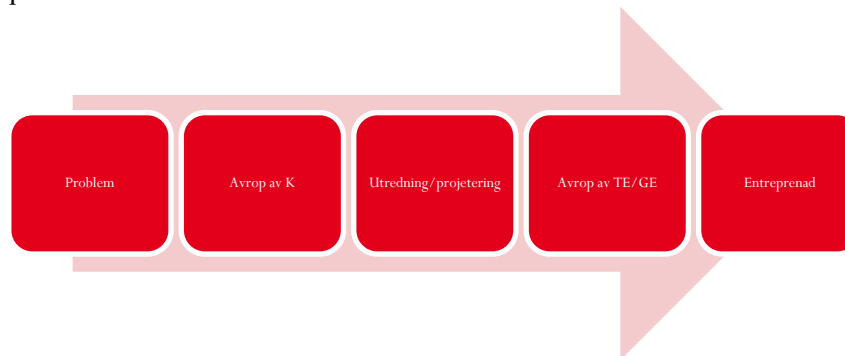 Problem
Avrop av K
Utredning/projetering
Avrop av TE/GE
Entreprenad